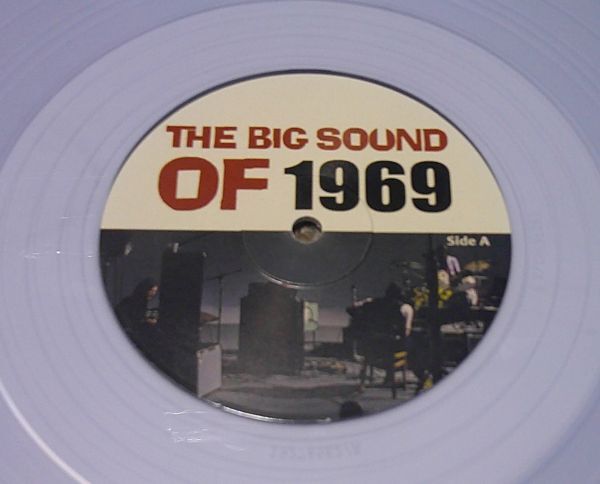 THE BIG SOUND
OF 1969
Side A